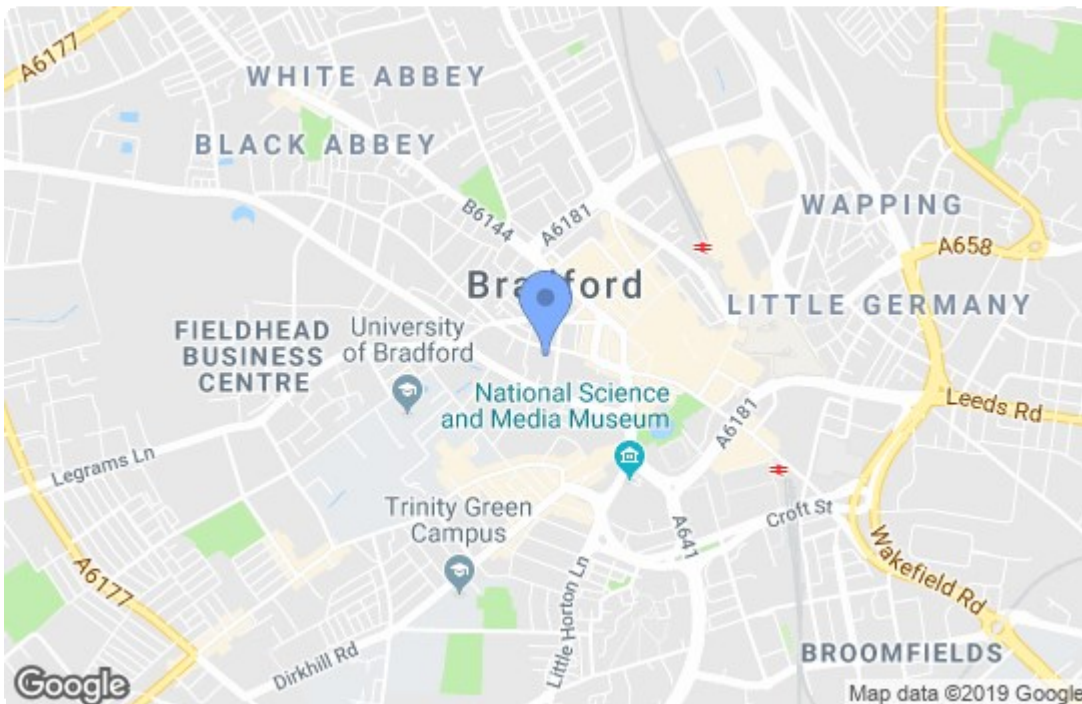 A6177
WHITE ABBEY
BLACK ABBEY
WAPPING
B6144
A6181
A658
Bradford
LITTLE GERMANY
FIELDHEAD
BUSINESS
CENTRE
University
of Bradford
National Science
and Media Museum
A6181
Leeds Rd
Legrams Ln
Trinity Green
Campus
Croft St
A641
A6177
Little Horton Ln
Wakefield Rd
Dirkhill Rd
BROOMFIELDS
Google
Map data ©2019 Google